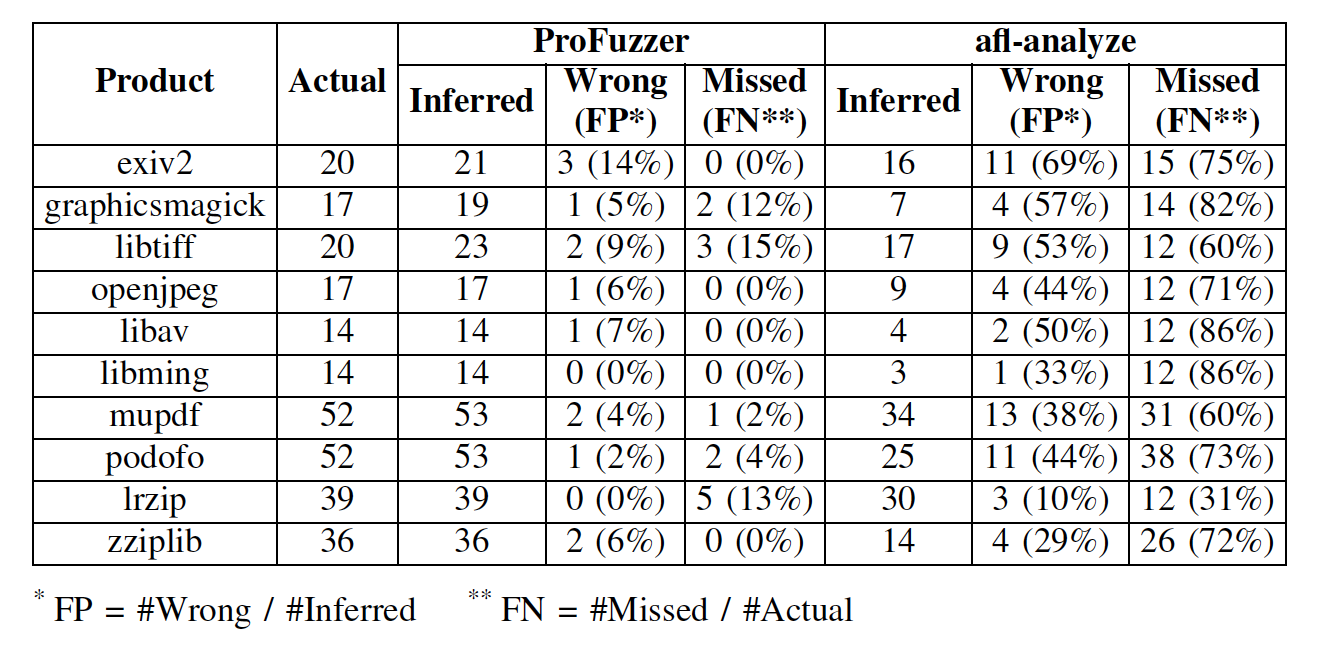 Product Actual ProFuzzer afl-analyze
Inferred Wrong (FP*) Missed (FN**) Inferred Wrong (FP*) Missed (FN**)
exiv2 20 21 3 (14%) 0 (0%) 16 11 (69%) 15 (75%)
graphicsmagick 17 19 1 (5%) 2 (12%) 7 4 (57%) 14 (82%)
libtiff 20 23 2 (9%) 3 (15%) 17 9 (53%) 12 (60%)
openjpeg 17 17 1 (6%) 0 (0%) 9 4 (44%) 12 (71%)
libav 14 14 1 (7%) 0 (0%) 4 2 (50%) 12 (86%)
libming 14 14 0 (0%) 0 (0%) 3 1 (33%) 12 (86%)
mupdf 52 53 2 (4%) 1 (2%) 34 13 (38%) 31 (60%)
podofo 52 53 1 (2%) 2 (4%) 25 11 (44%) 38 (73%)
lrzip 39 39 0 (0%) 5 (13%) 30 3 (10%) 12 (31%)
zziplib 36 36 2 (6%) 0 (0%) 14 4 (29%) 26 (72%)
* FP = #Wrong / #Inferred ** FN = #Missed / #Actual